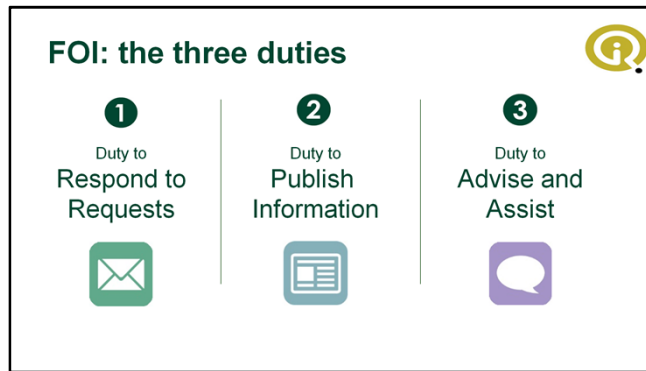 FOI: the three duties
1
Duty to
Respond to
Requests
2
Duty to
Publish
Information
3
Duty to
Advise and
Assist